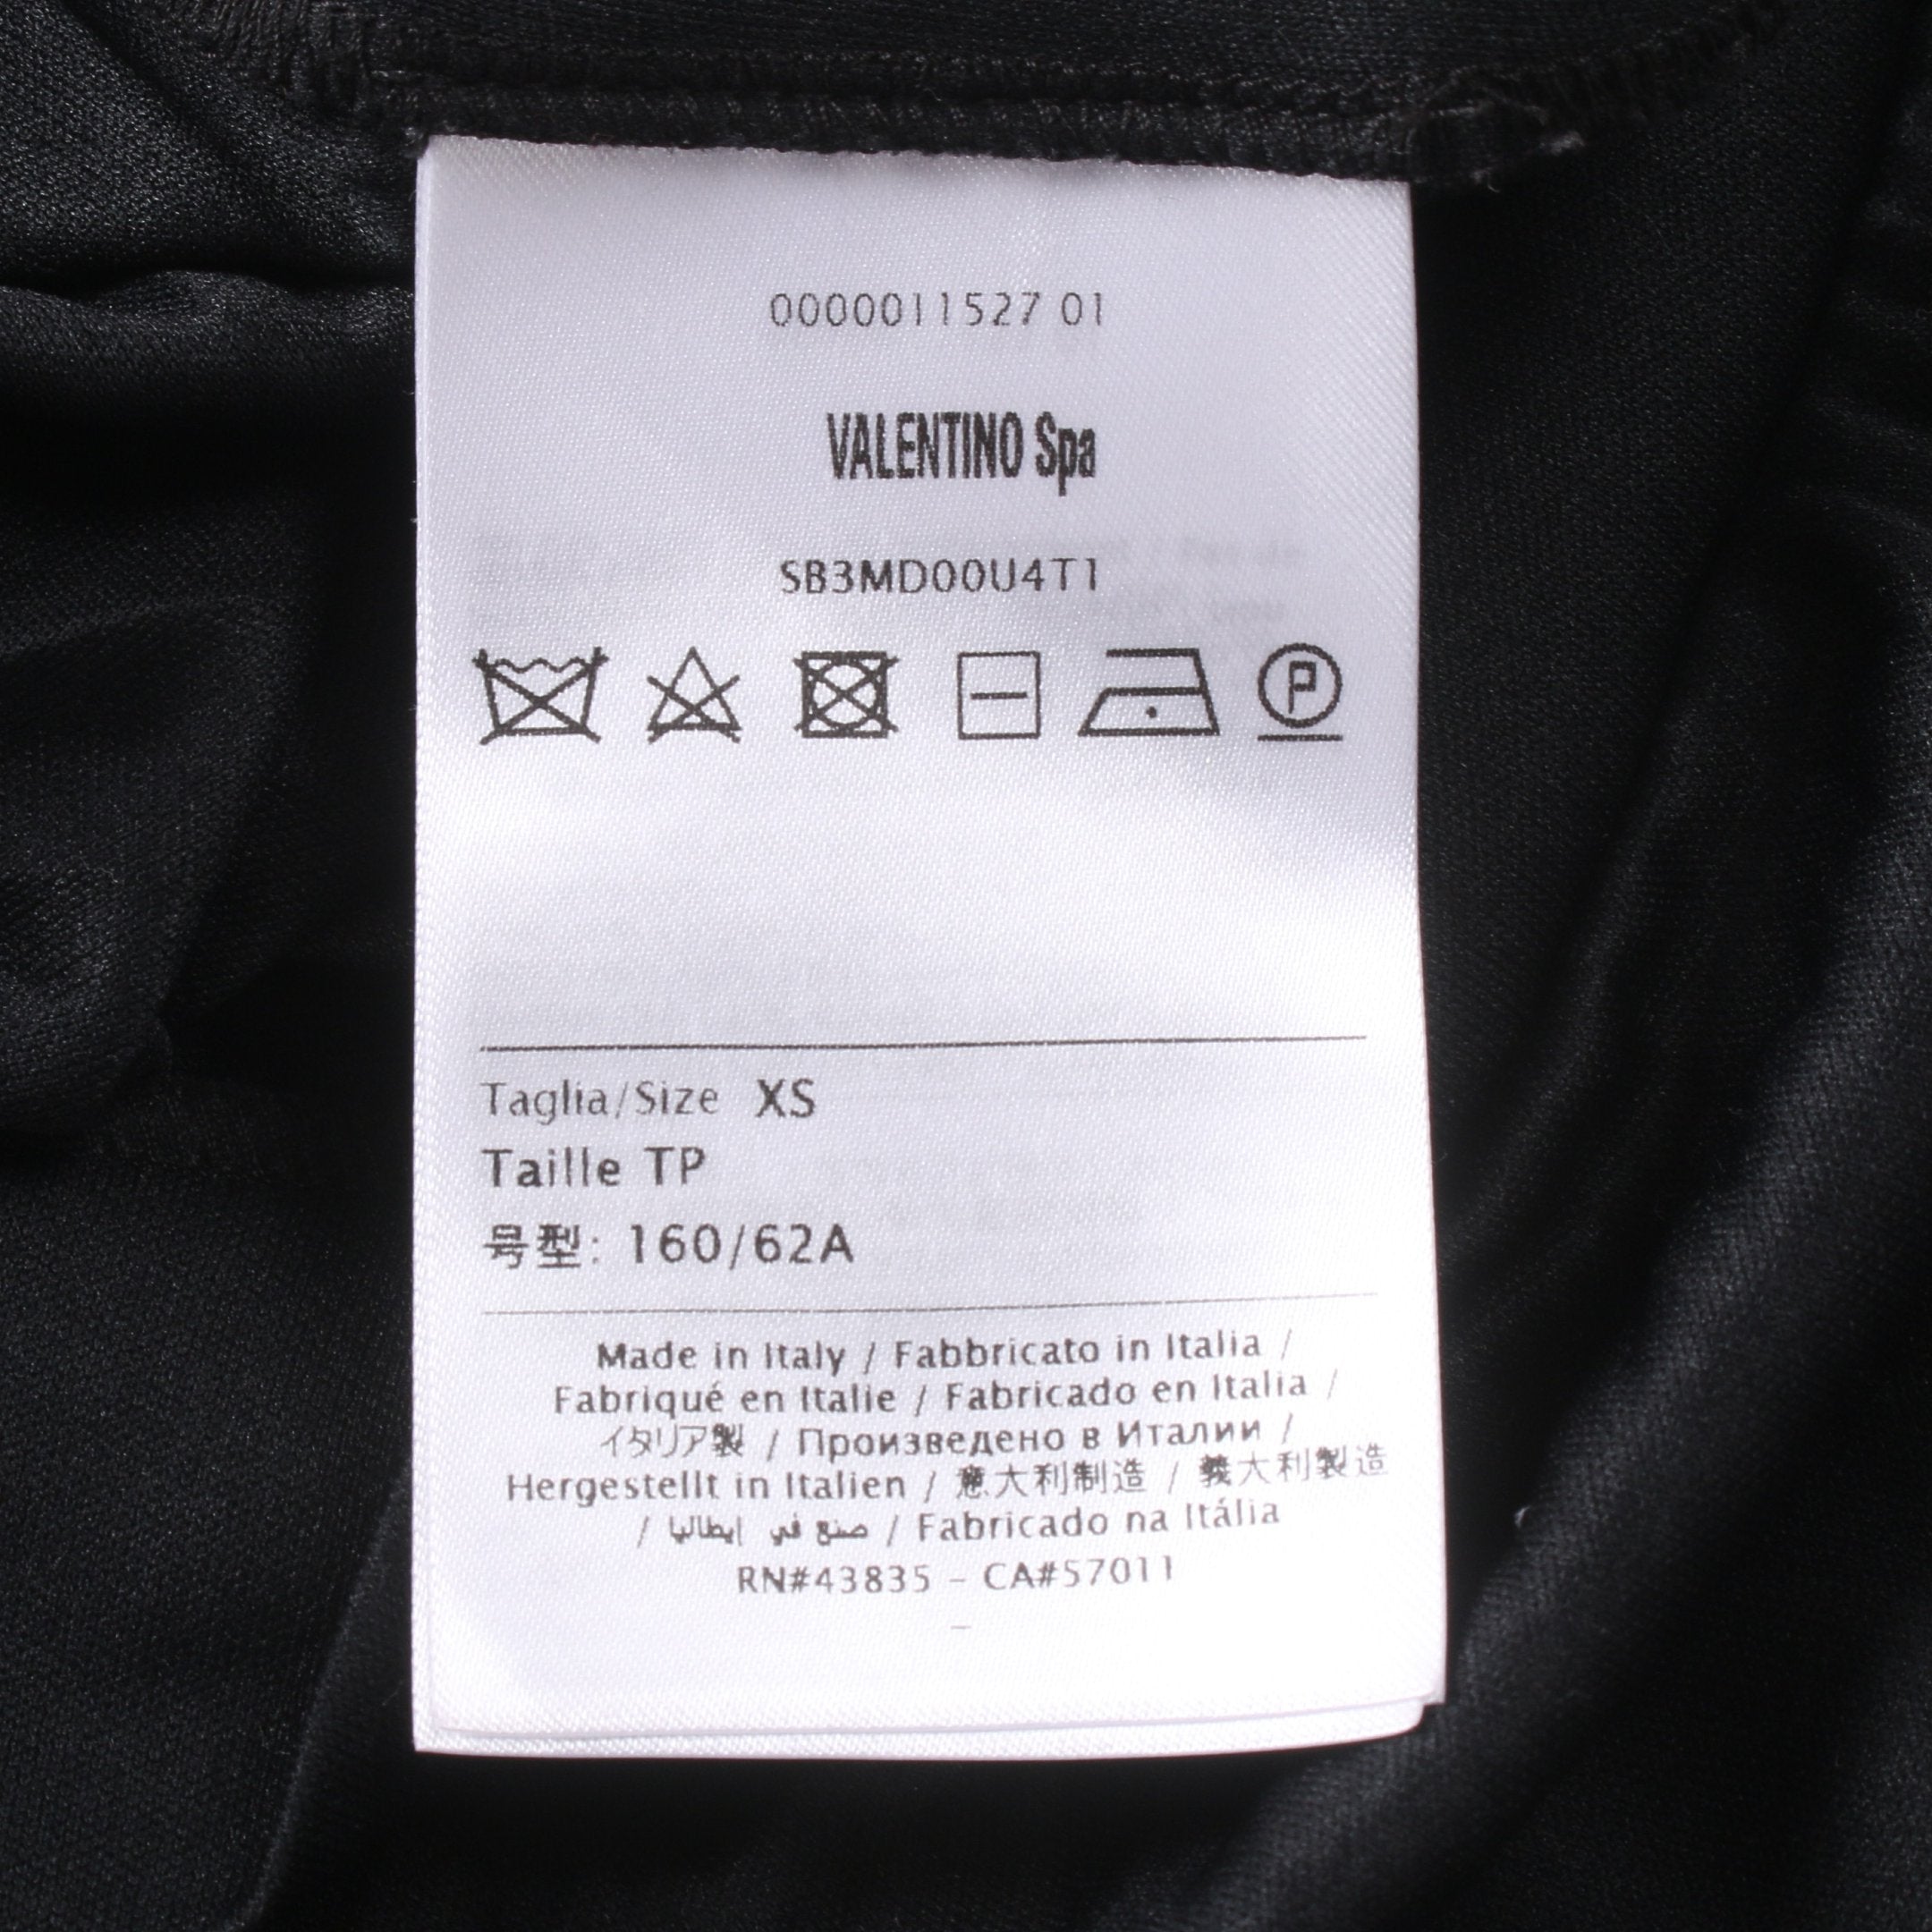 0000011527 01
VALENTINO Spa
SB3MD00U4T1
P
Taglia/Size XS
Taille TP
号型: 160/62A
Made in Italy / Fabbricato in Italia /
Fabriqué en Italie / Fabricado en Italia /
イタリア製 / Произведено в Италии /
Hergestellt in Italien / 意大利制造 / 義大利製造
/ صنع في إيطاليا / Fabricado na Itália
RN#43835 – CA#57011
–